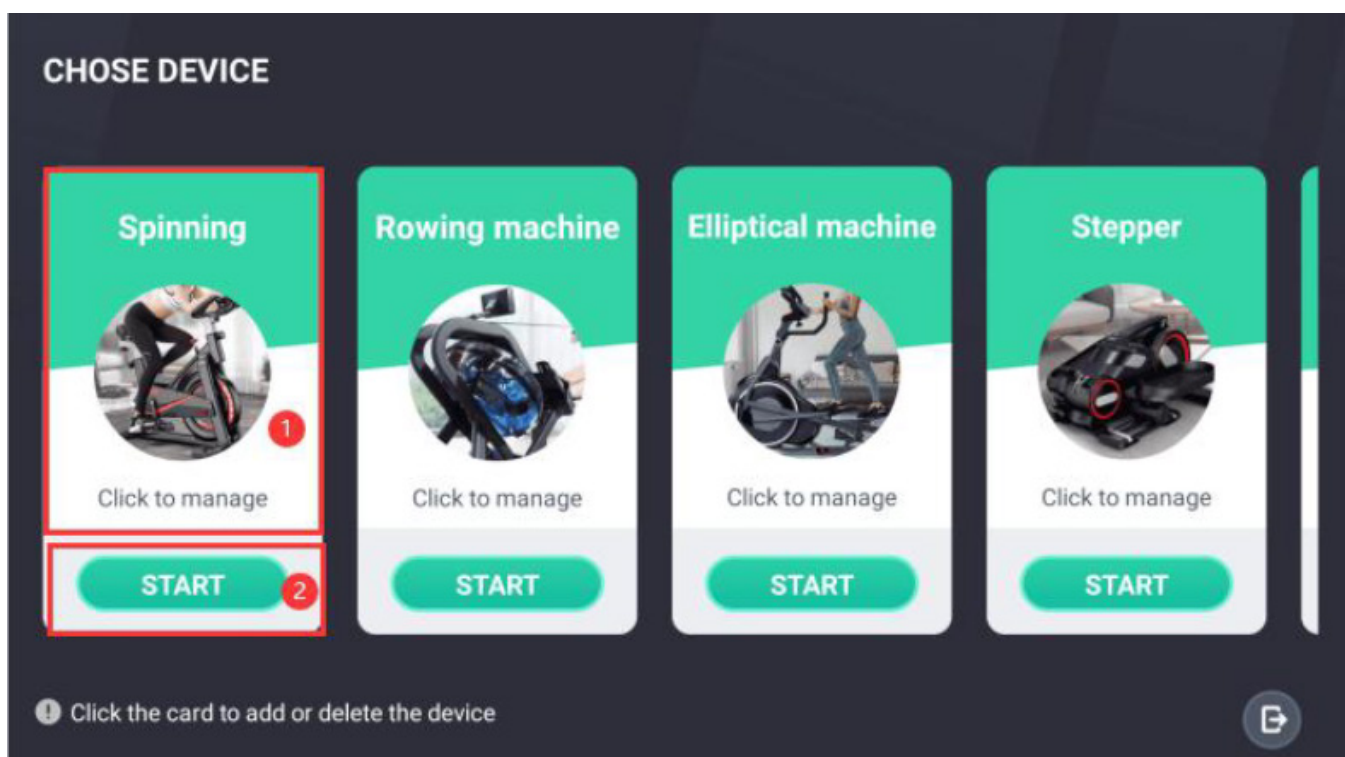 CHOSE DEVICE
Spinning
1
Click to manage
START
2
Rowing machine
Click to manage
START
Elliptical machine
Click to manage
START
Stepper
Click to manage
START
Click the card to add or delete the device